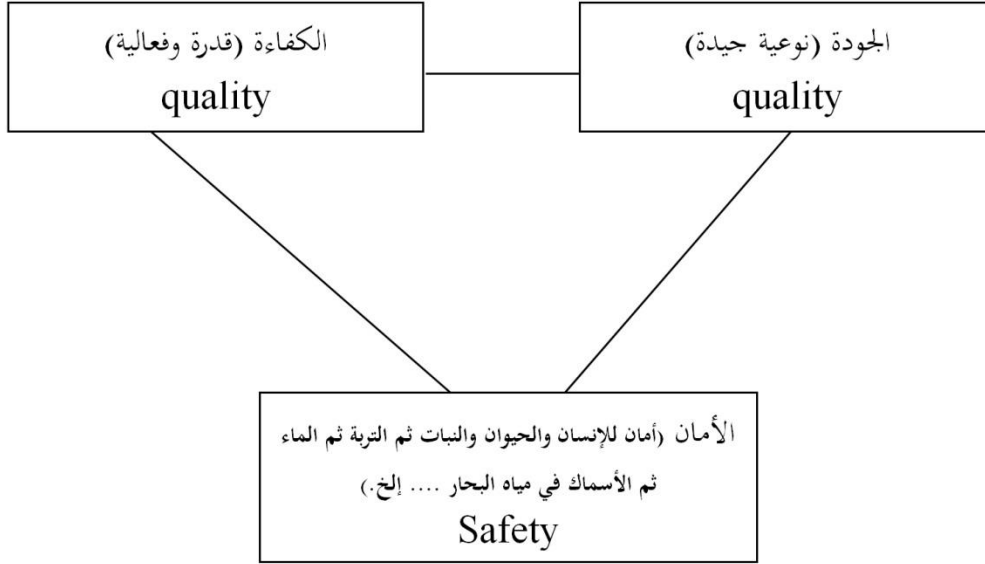 الجودة (نوعية جيدة)
quality
الكفاءة (قدرة وفعالية)
quality
الأمان (أمان للإنسان والحيوان والنبات ثم التربة ثم الماء
ثم الأسماك في مياه البحار .... إلخ.)
Safety